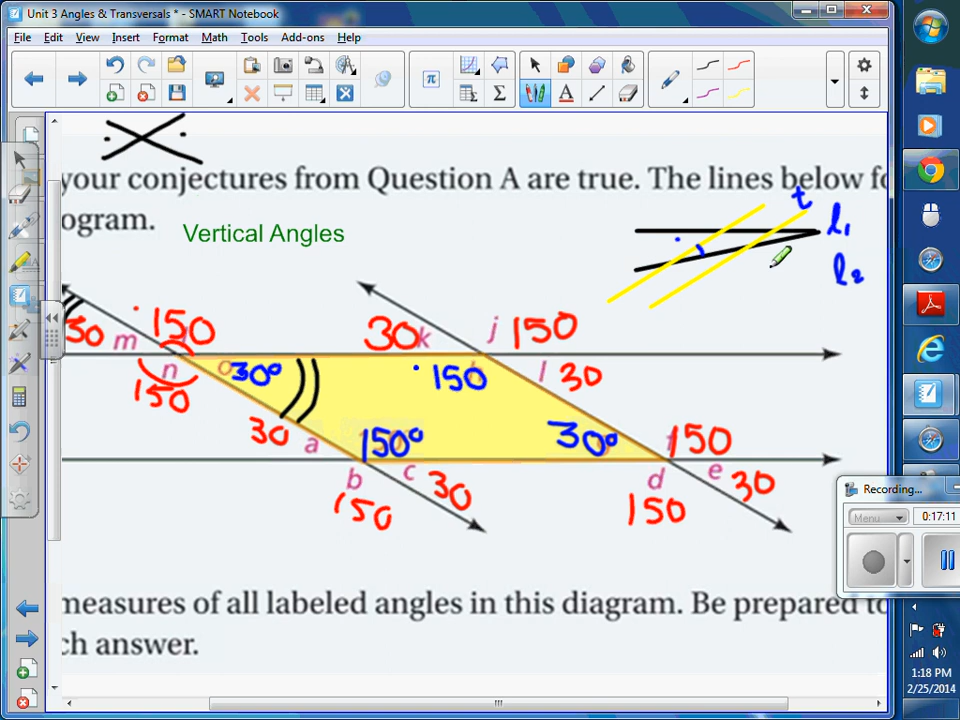 Unit 3 Angles & Transversals * - SMART Notebook
File Edit View Insert Format Math Tools Add-ons Help
your conjectures from Question A are true. The lines below fo
ogram.
Vertical Angles
t
l₁
l₂
30 m 150 30 k j 150
n 30° 150 l 30
150
30 a 150° 30° 150
b c 30 d e 30
150 150
Recording...
Menu 0:17:11
measures of all labeled angles in this diagram. Be prepared to
ch answer.
1:18 PM
2/25/2014